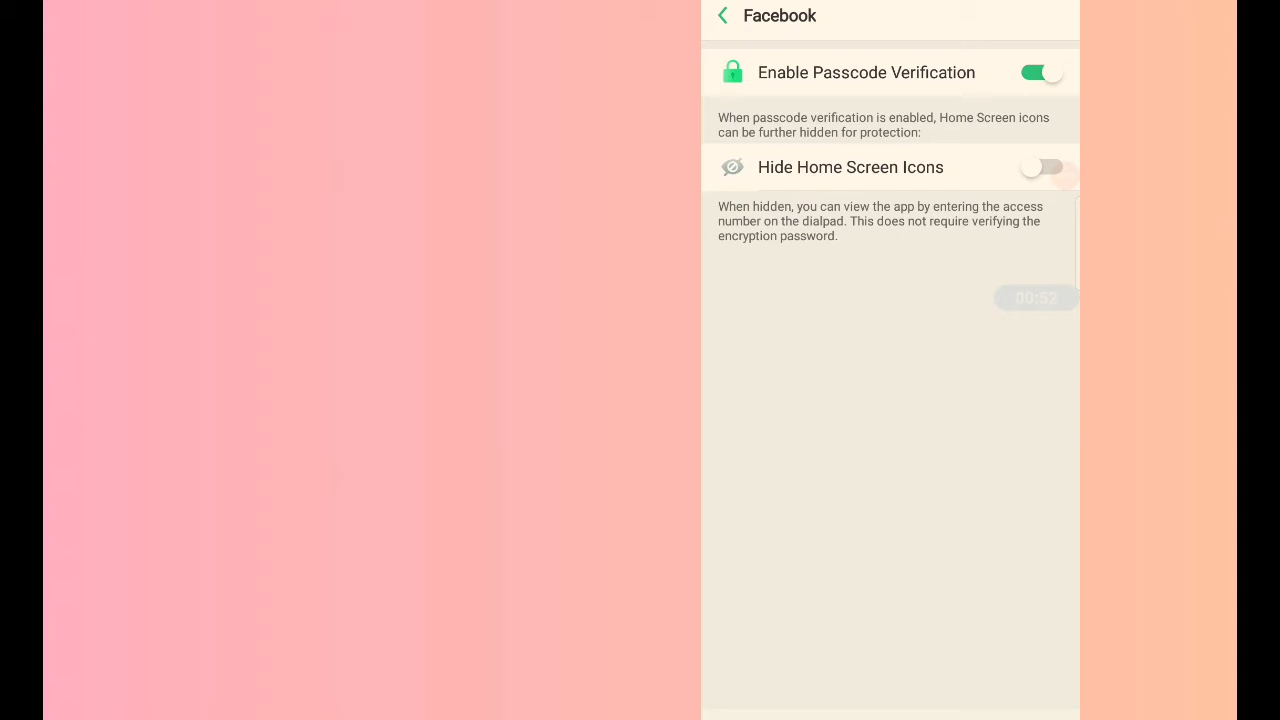 Facebook
Enable Passcode Verification
When passcode verification is enabled, Home Screen icons
can be further hidden for protection:
Hide Home Screen Icons
When hidden, you can view the app by entering the access
number on the dialpad. This does not require verifying the
encryption password.
00:52